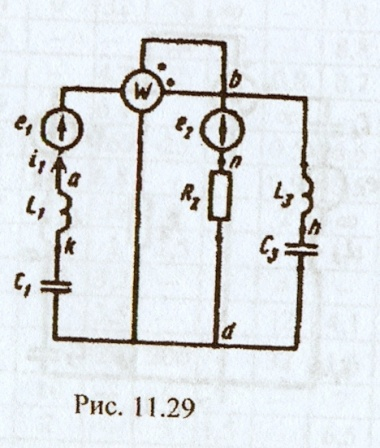 W
b
e₁
e₂
i₁
a
n
L₁
R₂
L₃
k
h
C₃
C₁
d
Рис. 11.29